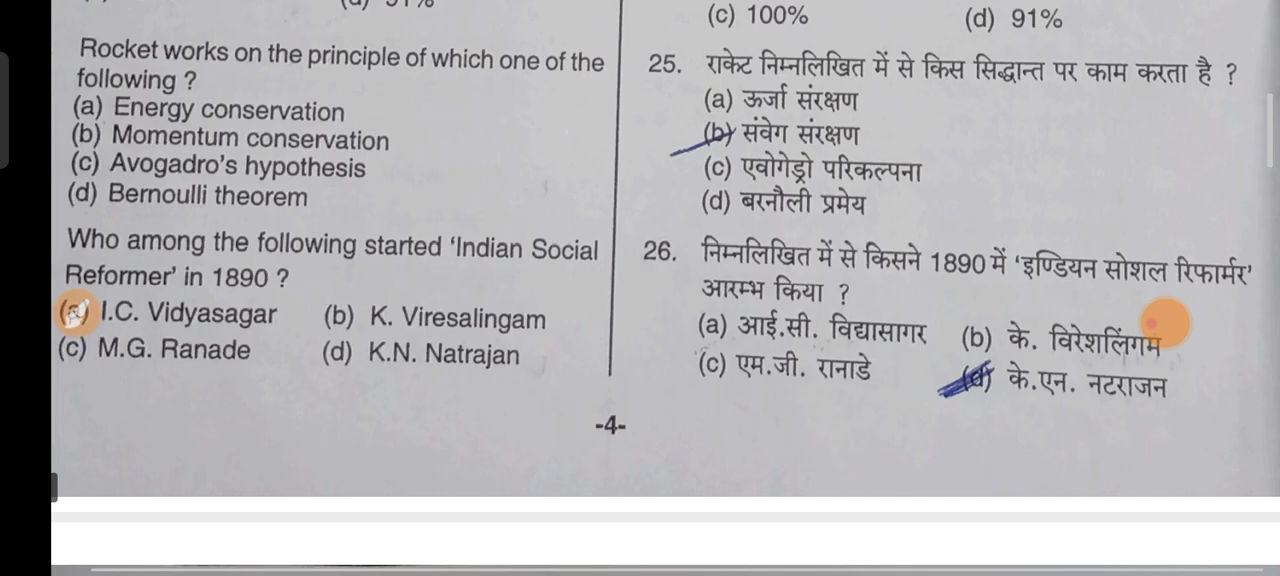 Rocket works on the principle of which one of the
following ?
(a) Energy conservation
(b) Momentum conservation
(c) Avogadro's hypothesis
(d) Bernoulli theorem
Who among the following started 'Indian Social
Reformer' in 1890 ?
(a) I.C. Vidyasagar (b) K. Viresalingam
(c) M.G. Ranade (d) K.N. Natrajan
(c) 100% (d) 91%
25. राकेट निम्नलिखित में से किस सिद्धान्त पर काम करता है ?
(a) ऊर्जा संरक्षण
(b) संवेग संरक्षण
(c) एवोगेड्रो परिकल्पना
(d) बरनौली प्रमेय
26. निम्नलिखित में से किसने 1890 में 'इण्डियन सोशल रिफार्मर'
आरम्भ किया ?
(a) आई.सी. विद्यासागर (b) के. विरेशलिंगम
(c) एम.जी. रानाडे (d) के.एन. नटराजन
-4-